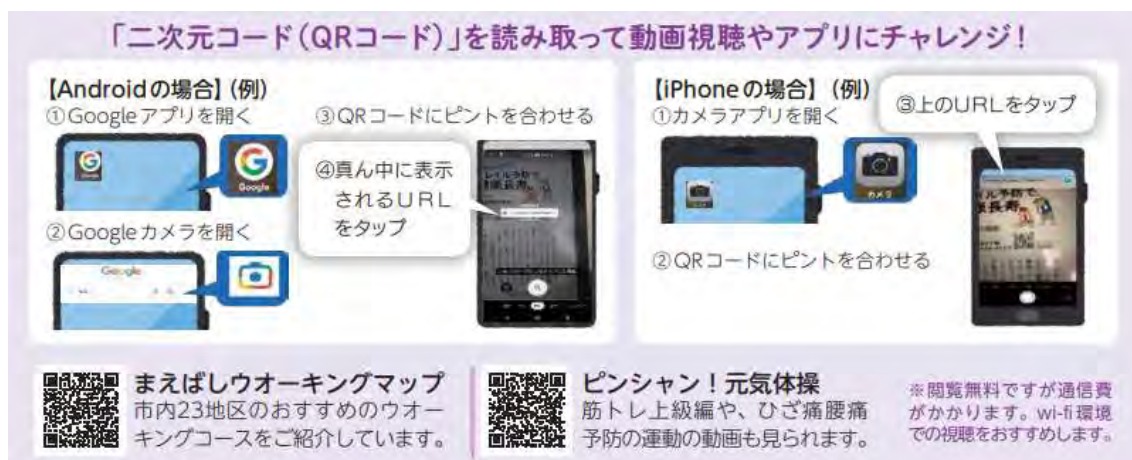 「二次元コード（QRコード）」を読み取って動画視聴やアプリにチャレンジ！
【Androidの場合】（例）
①Googleアプリを開く
Google
Google
②Googleカメラを開く
Google
③QRコードにピントを合わせる
④真ん中に表示
されるURL
をタップ
【iPhoneの場合】（例）
①カメラアプリを開く
カメラ
②QRコードにピントを合わせる
③上のURLをタップ
まえばしウオーキングマップ
市内23地区のおすすめのウオー
キングコースをご紹介しています。
ピンシャン！元気体操
筋トレ上級編や、ひざ痛腰痛
予防の運動の動画も見られます。
※閲覧無料ですが通信費
がかかります。wi-fi環境
での視聴をおすすめします。